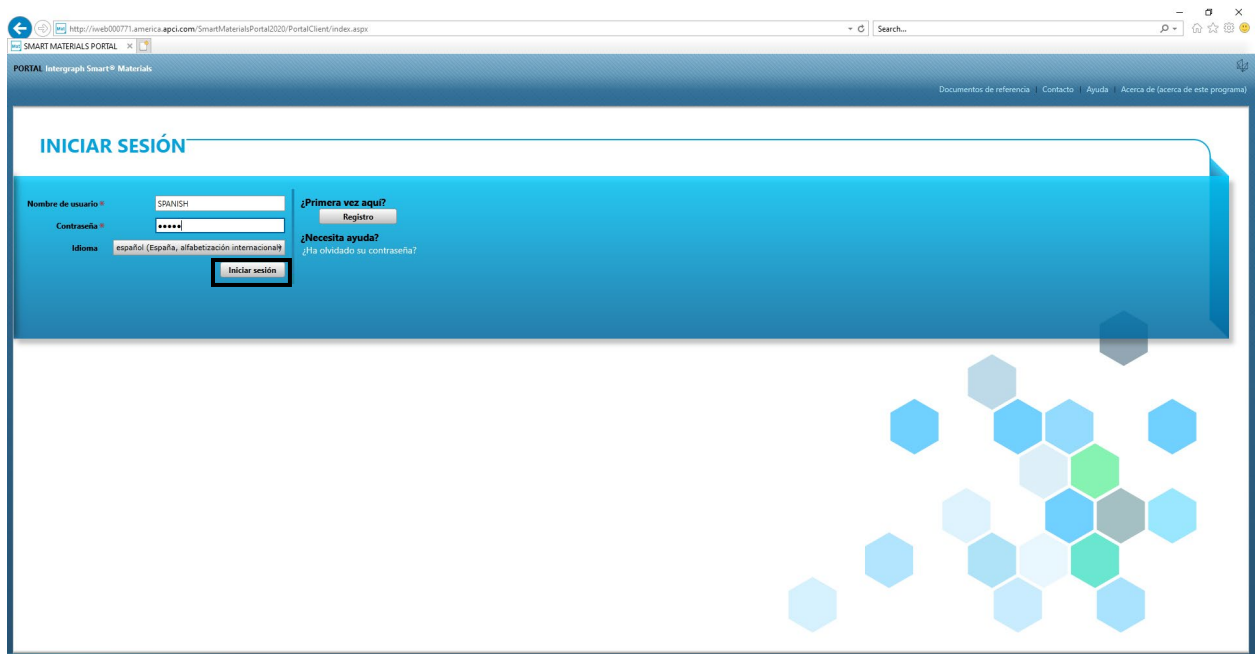 http://iweb000771.america.apci.com/SmartMaterialsPortal2020/PortalClient/index.aspx
Search...
SMART MATERIALS PORTAL
PORTAL Intergraph Smart® Materials
Documentos de referencia | Contacto | Ayuda | Acerca de (acerca de este programa)
INICIAR SESIÓN
Nombre de usuario
SPANISH
¿Primera vez aquí?
Contraseña
•••••
Registro
¿Necesita ayuda?
Idioma
español (España, alfabetización internacional)
¿Ha olvidado su contraseña?
Iniciar sesión